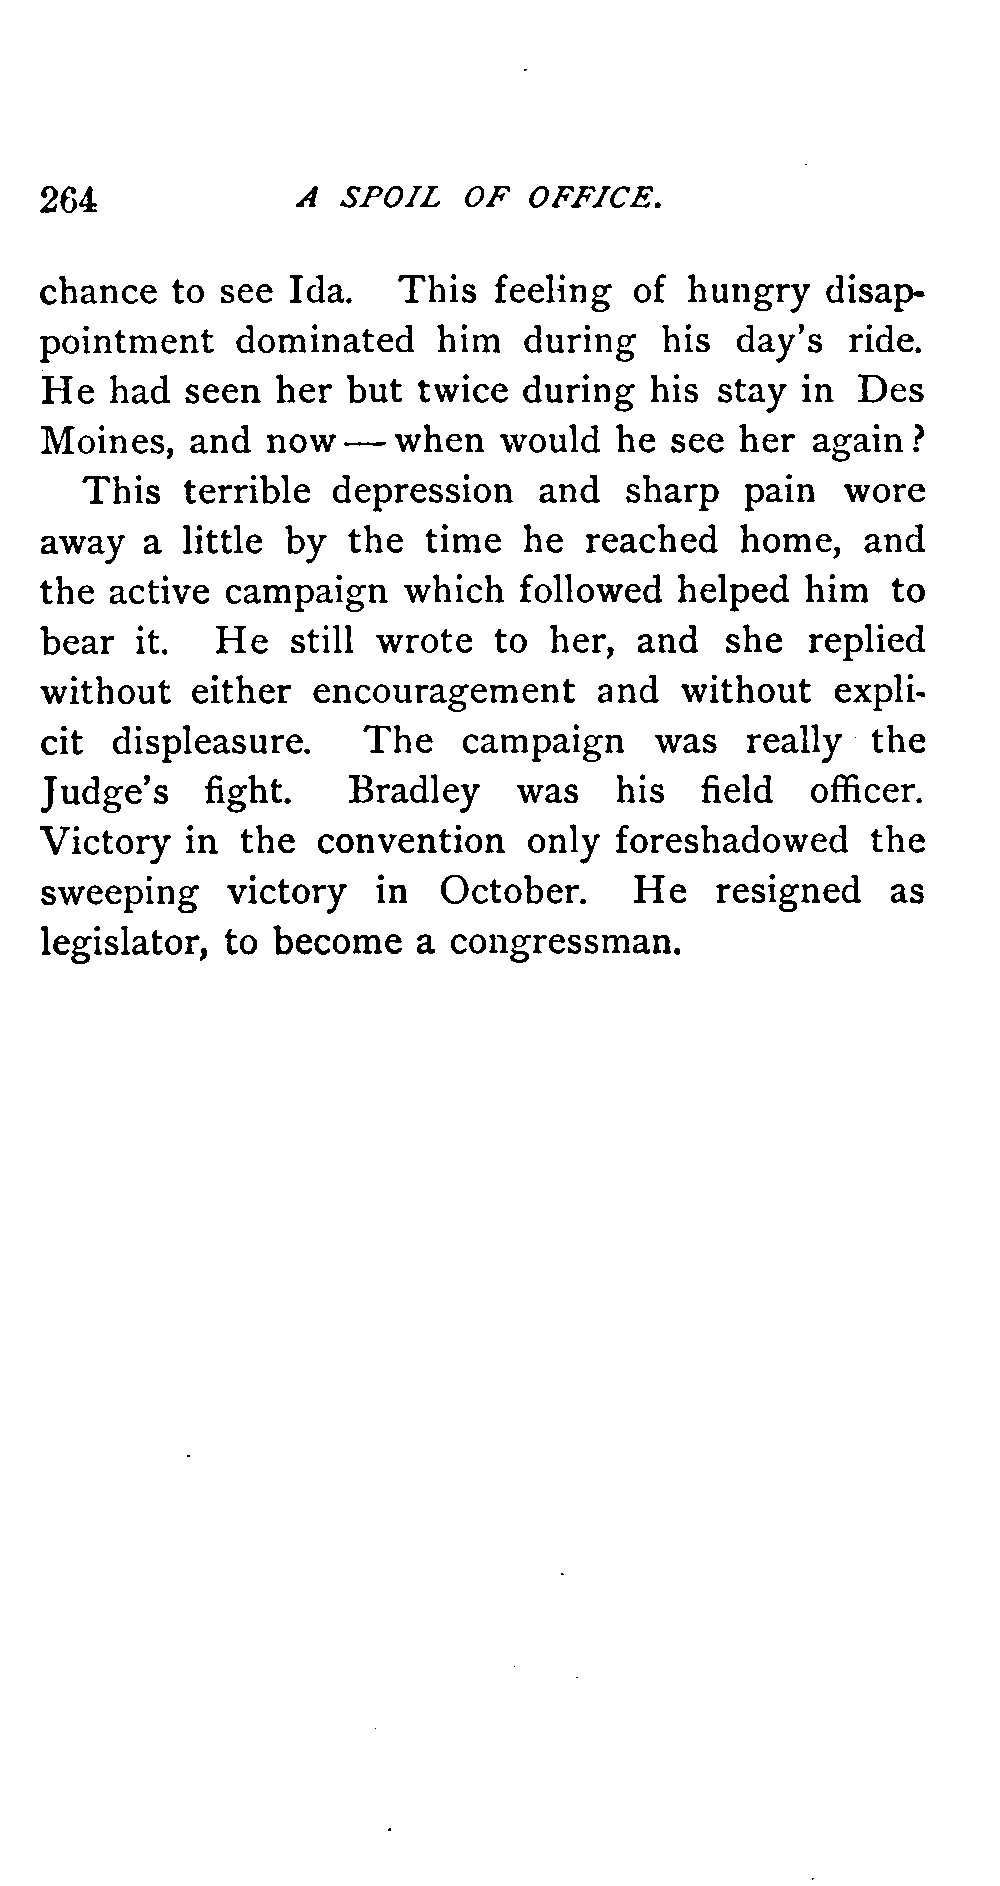 264 A SPOIL OF OFFICE.
chance to see Ida. This feeling of hungry disap-
pointment dominated him during his day's ride.
He had seen her but twice during his stay in Des
Moines, and now — when would he see her again?
This terrible depression and sharp pain wore
away a little by the time he reached home, and
the active campaign which followed helped him to
bear it. He still wrote to her, and she replied
without either encouragement and without expli-
cit displeasure. The campaign was really the
Judge's fight. Bradley was his field officer.
Victory in the convention only foreshadowed the
sweeping victory in October. He resigned as
legislator, to become a congressman.